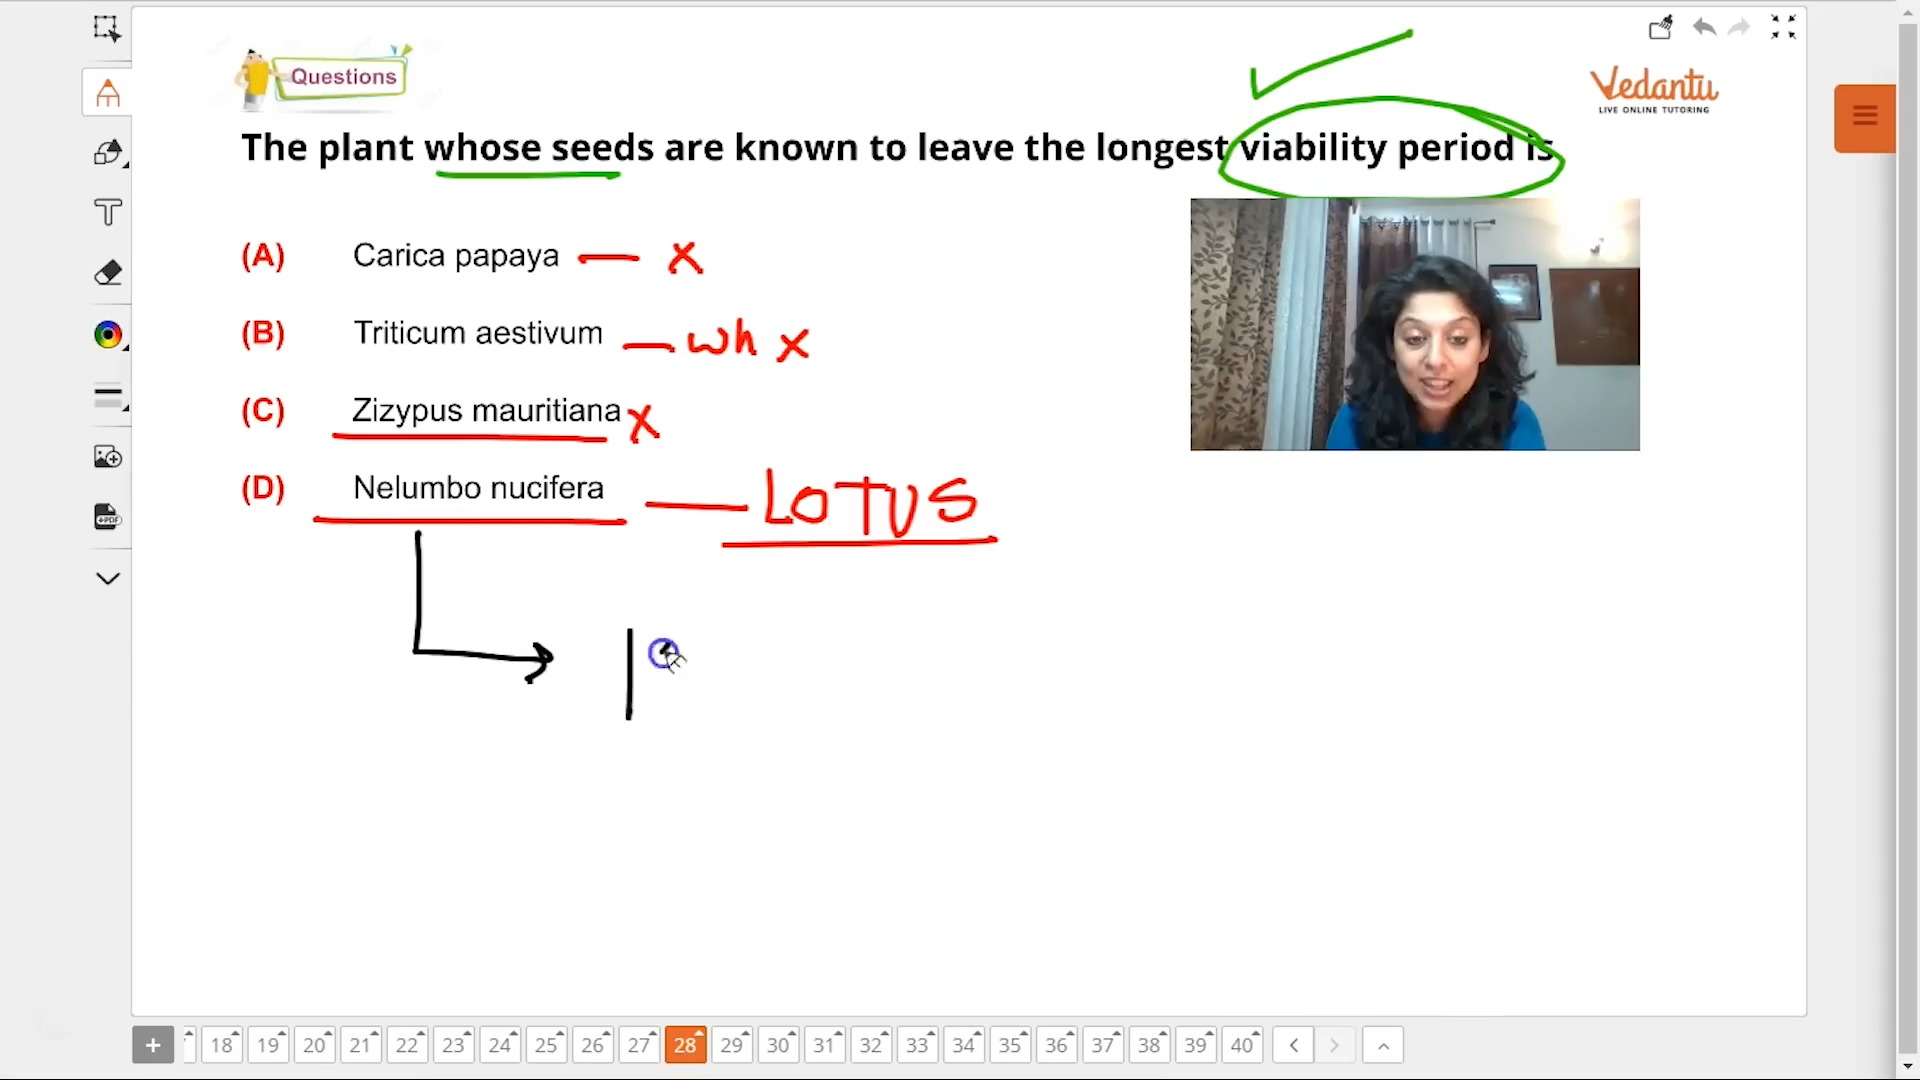 Questions
Vedantu
LIVE ONLINE TUTORING
The plant whose seeds are known to leave the longest viability period is
(A) Carica papaya — x
(B) Triticum aestivum — wh x
(C) Zizypus mauritiana x
(D) Nelumbo nucifera — LOTUS
T
+PDF
+ 18 19 20 21 22 23 24 25 26 27 28 29 30 31 32 33 34 35 36 37 38 39 40 < >